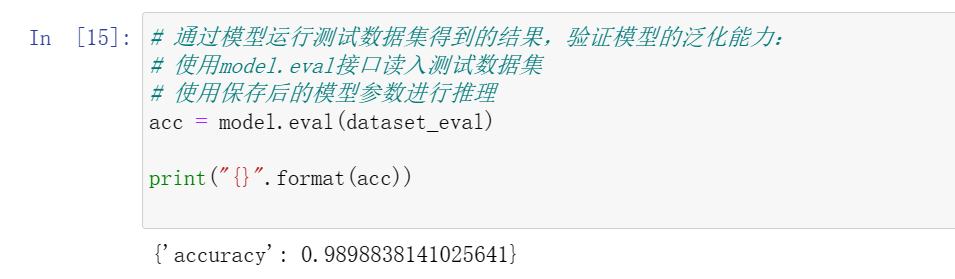 In [15]: # 通过模型运行测试数据集得到的结果，验证模型的泛化能力：
# 使用model.eval接口读入测试数据集
# 使用保存后的模型参数进行推理
acc = model.eval(dataset_eval)
print("{}".format(acc))
{'accuracy': 0.9898838141025641}